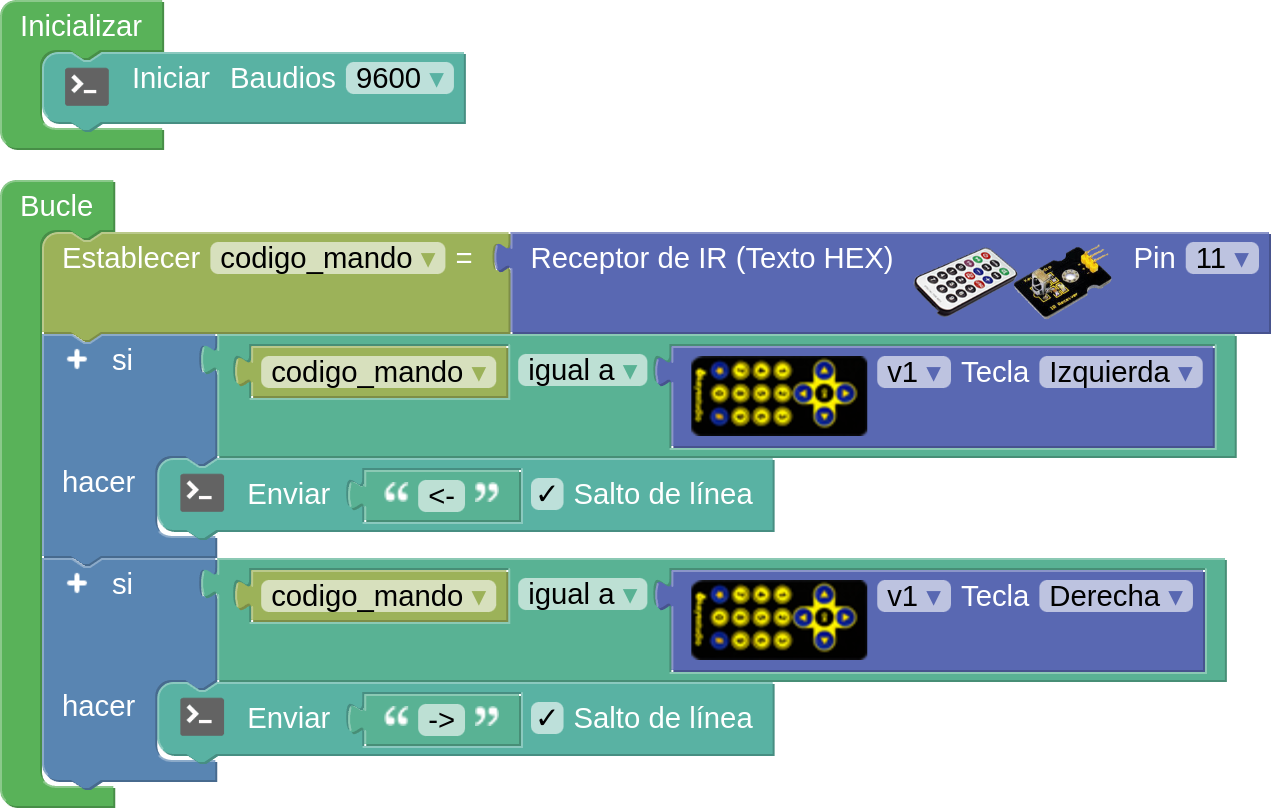 Inicializar
Iniciar Baudios 9600 ▾
Bucle
Establecer codigo_mando ▾ = Receptor de IR (Texto HEX) Pin 11 ▾
si codigo_mando ▾ igual a ▾ v1 ▾ Tecla Izquierda ▾
hacer Enviar “ <- ” ✓ Salto de línea
si codigo_mando ▾ igual a ▾ v1 ▾ Tecla Derecha ▾
hacer Enviar “ -> ” ✓ Salto de línea